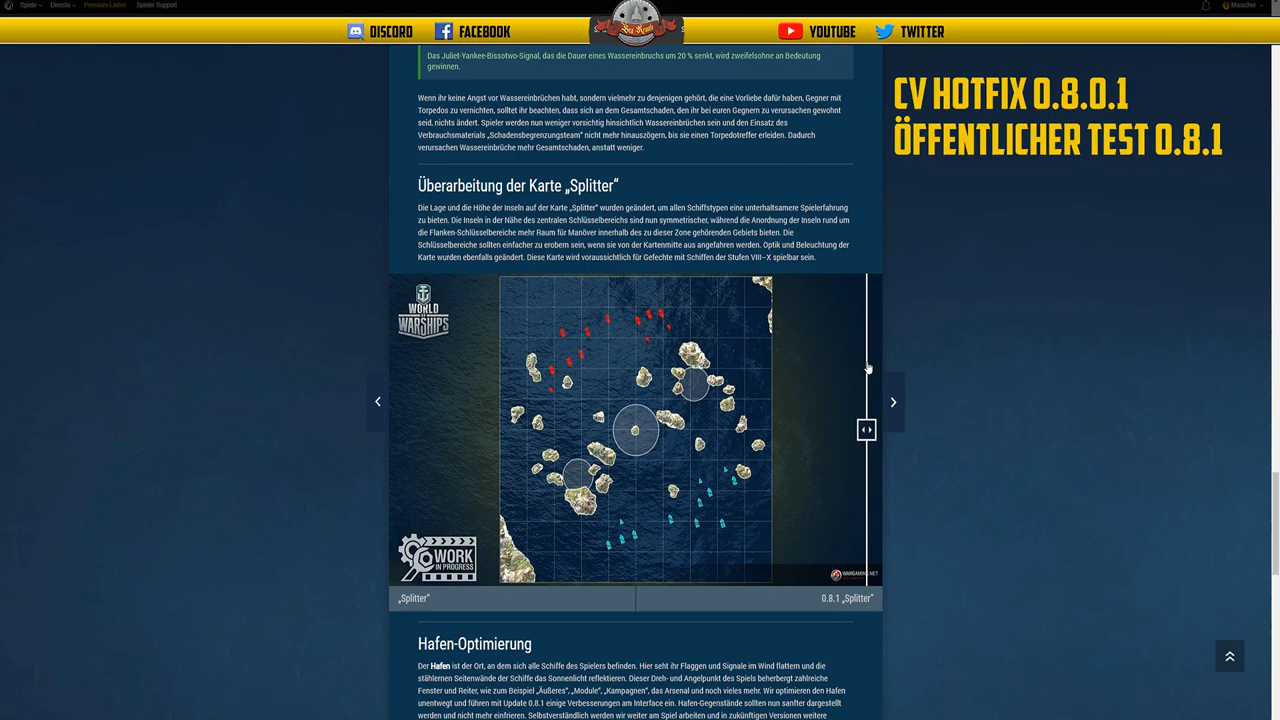 Spiele
Dienste
Premium-Laden
Spieler Support
Maracher
DISCORD
FACEBOOK
YOUTUBE
TWITTER
CV HOTFIX 0.8.0.1
ÖFFENTLICHER TEST 0.8.1
Das Juliet-Yankee-Bissotwo-Signal, das die Dauer eines Wassereinbruchs um 20 % senkt, wird zweifelsohne an Bedeutung
gewinnen.
Wenn ihr keine Angst vor Wassereinbrüchen habt, sondern vielmehr zu denjenigen gehört, die eine Vorliebe dafür haben, Gegner mit
Torpedos zu vernichten, solltet ihr beachten, dass sich an dem Gesamtschaden, den ihr bei euren Gegnern zu verursachen gewohnt
seid, nichts ändert. Spieler werden nun weniger vorsichtig hinsichtlich Wassereinbrüchen sein und den Einsatz des
Verbrauchsmaterials „Schadensbegrenzungsteam“ nicht mehr hinauszögern, bis sie einen Torpedotreffer erleiden. Dadurch
verursachen Wassereinbrüche mehr Gesamtschaden, anstatt weniger.
Überarbeitung der Karte „Splitter“
Die Lage und die Höhe der Inseln auf der Karte „Splitter“ wurden geändert, um allen Schiffstypen eine unterhaltsamere Spielerfahrung
zu bieten. Die Inseln in der Nähe des zentralen Schlüsselbereichs sind nun symmetrischer, während die Anordnung der Inseln rund um
die Flanken-Schlüsselbereiche mehr Raum für Manöver innerhalb des zu dieser Zone gehörenden Gebiets bieten. Die
Schlüsselbereiche sollten einfacher zu erobern sein, wenn sie von der Kartenmitte aus angefahren werden. Optik und Beleuchtung der
Karte wurden ebenfalls geändert. Diese Karte wird voraussichtlich für Gefechte mit Schiffen der Stufen VIII–X spielbar sein.
WORLD
OF
WARSHIPS
WORK
IN PROGRESS
WARGAMING.NET
„Splitter“
0.8.1 „Splitter“
Hafen-Optimierung
Der Hafen ist der Ort, an dem sich alle Schiffe des Spielers befinden. Hier seht ihr Flaggen und Signale im Wind flattern und die
stählernen Seitenwände der Schiffe das Sonnenlicht reflektieren. Dieser Dreh- und Angelpunkt des Spiels beherbergt zahlreiche
Fenster und Reiter, wie zum Beispiel „Äußeres“, „Module“, „Kampagnen“, das Arsenal und noch vieles mehr. Wir optimieren den Hafen
unentwegt und führen mit Update 0.8.1 einige Verbesserungen am Interface ein. Hafen-Gegenstände sollten nun sanfter dargestellt
werden und nicht mehr einfrieren. Selbstverständlich werden wir weiter am Spiel arbeiten und in zukünftigen Versionen weitere